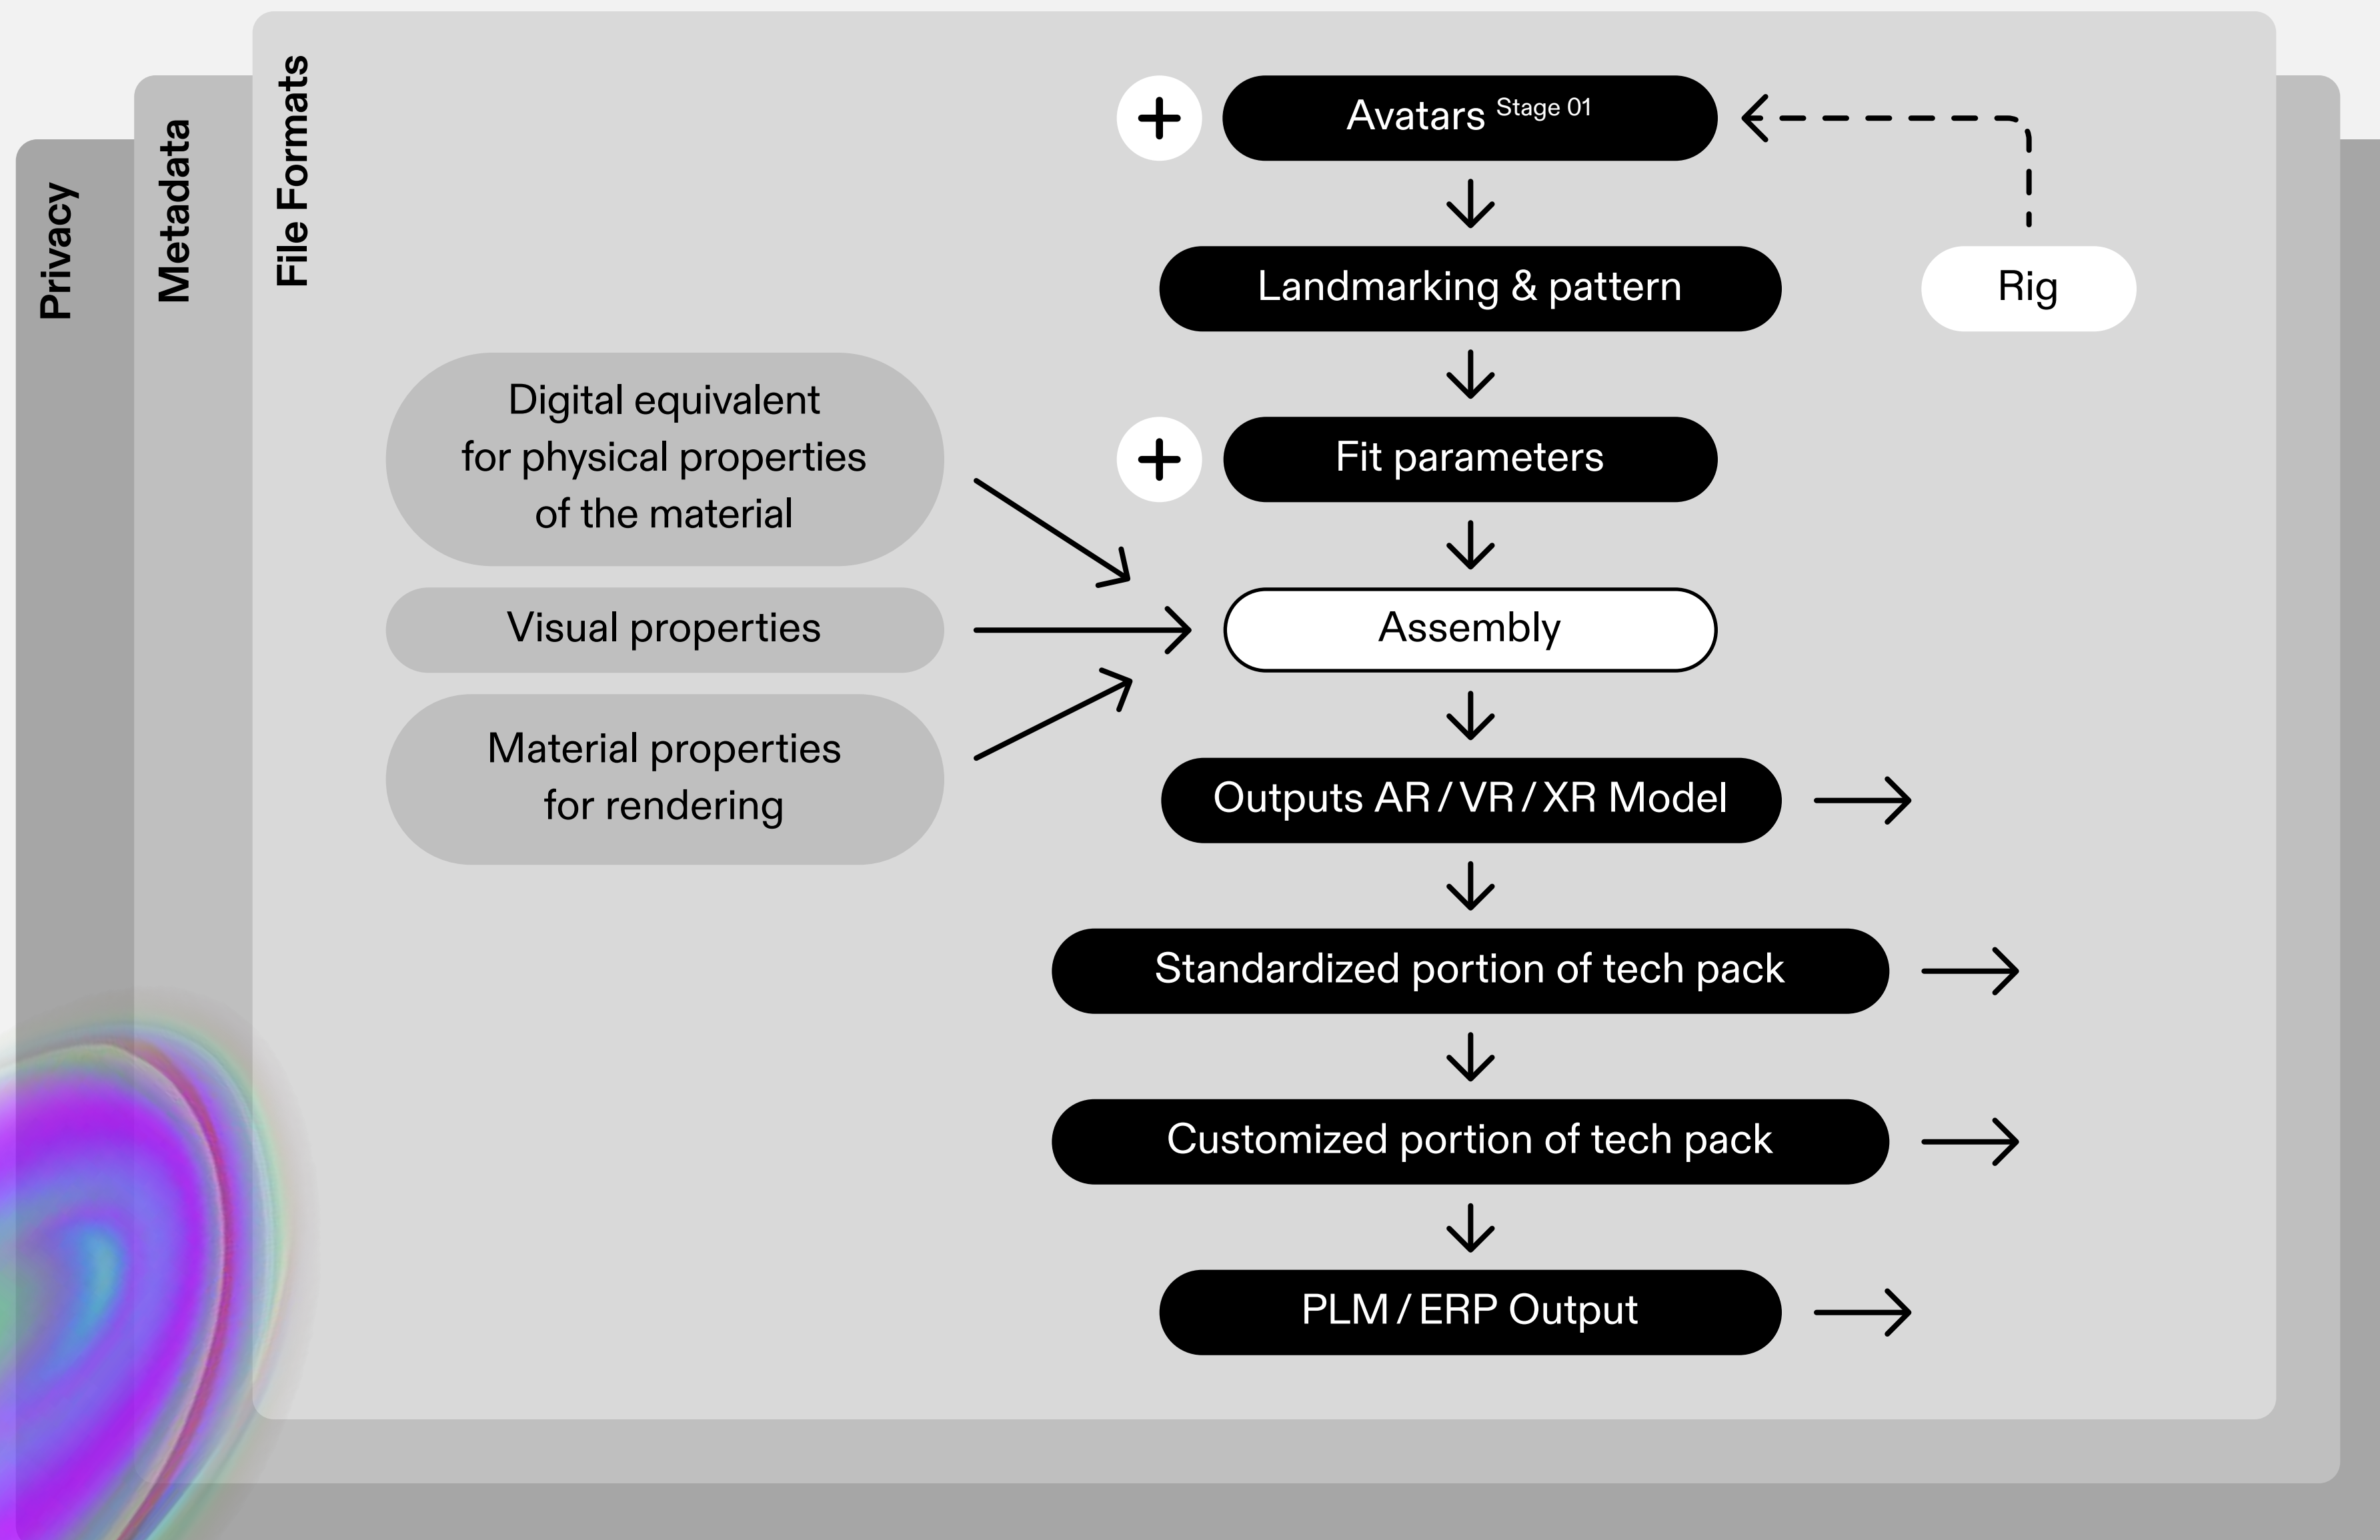 Privacy
Metadata
File Formats
Avatars Stage 01
Landmarking & pattern
Rig
Digital equivalent
for physical properties
of the material
Fit parameters
Visual properties
Assembly
Material properties
for rendering
Outputs AR / VR / XR Model
Standardized portion of tech pack
Customized portion of tech pack
PLM / ERP Output